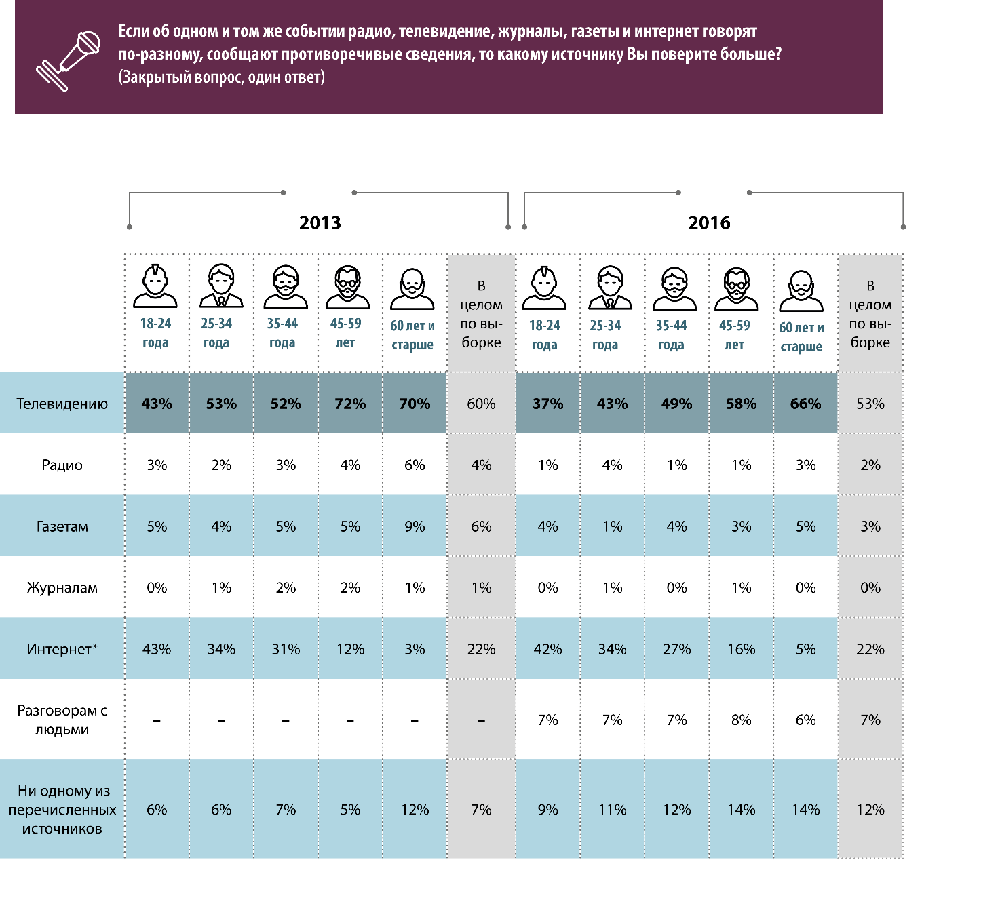 Если об одном и том же событии радио, телевидение, журналы, газеты и интернет говорят
по-разному, сообщают противоречивые сведения, то какому источнику Вы поверите больше?
(Закрытый вопрос, один ответ)
2013 2016
18-24 года 25-34 года 35-44 года 45-59 лет 60 лет и старше В целом по вы-борке 18-24 года 25-34 года 35-44 года 45-59 лет 60 лет и старше В целом по вы-борке
Телевидению 43% 53% 52% 72% 70% 60% 37% 43% 49% 58% 66% 53%
Радио 3% 2% 3% 4% 6% 4% 1% 4% 1% 1% 3% 2%
Газетам 5% 4% 5% 5% 9% 6% 4% 1% 4% 3% 5% 3%
Журналам 0% 1% 2% 2% 1% 1% 0% 1% 0% 1% 0% 0%
Интернет* 43% 34% 31% 12% 3% 22% 42% 34% 27% 16% 5% 22%
Разговорам с
людьми – – – – – – 7% 7% 7% 8% 6% 7%
Ни одному из
перечисленных 6% 6% 7% 5% 12% 7% 9% 11% 12% 14% 14% 12%
источников